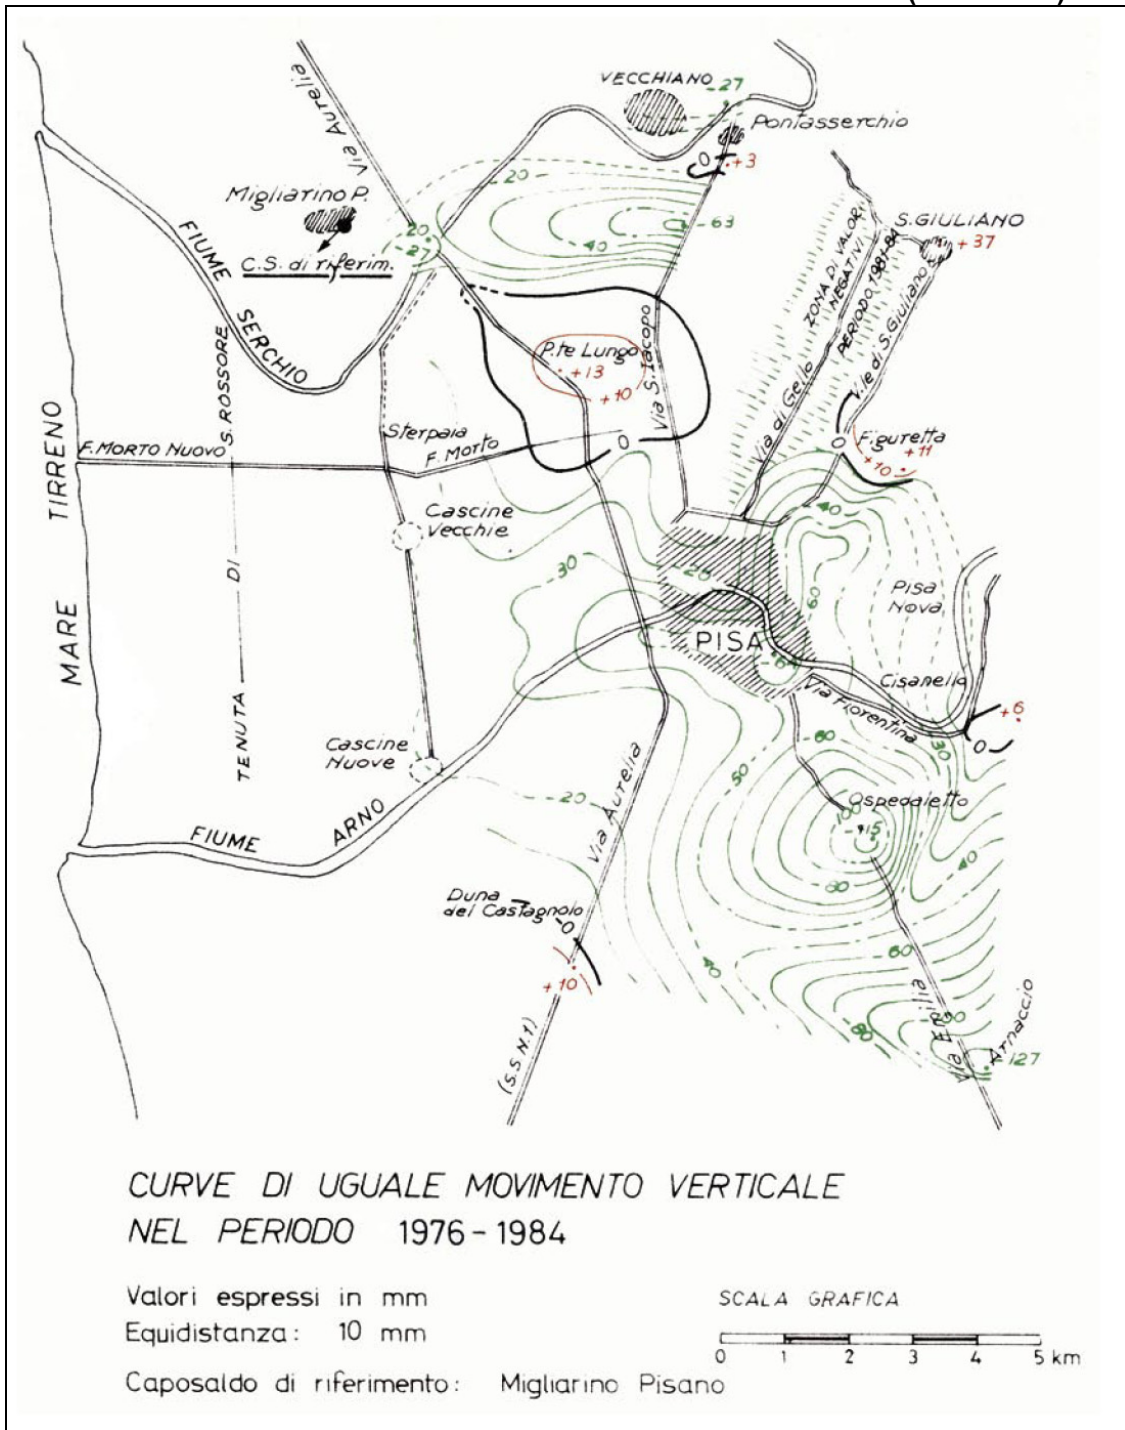 VECCHIANO
-27
Pontasserchio
0
+3
Via Aurelia
-20
Migliarino P.
20
-27
C.S. di riferim.
-40
-63
S.GIULIANO
+37
ZONA DI VALORI
NEGATIVI
PERIODO 1981-84
FIUME
SERCHIO
S. ROSSORE
P.te Lungo
+13
+10
Via S. Iacopo
Via di Gello
V.le di S.Giuliano
Sterpaia
F. MORTO NUOVO
F. Morto
0
0
Figuretta
+11
+10
MARE TIRRENO
Cascine
Vecchie
-40
-30
-20
DI
60
PISA
NOVA
PISA
TENUTA
Cisanello
Via Fiorentina
+6
0
30
-60
50
Cascine
Nuove
-20
Via Aurelia
Ospedaletto
100
FIUME
ARNO
40
80
Duna
del Castagnolo
0
+10
40
-60
80
Arnaccio
-127
(S.S N.1)
CURVE DI UGUALE MOVIMENTO VERTICALE
NEL PERIODO 1976-1984
Valori espressi in mm
Equidistanza: 10 mm
Caposaldo di riferimento: Migliarino Pisano
SCALA GRAFICA
0 1 2 3 4 5 km